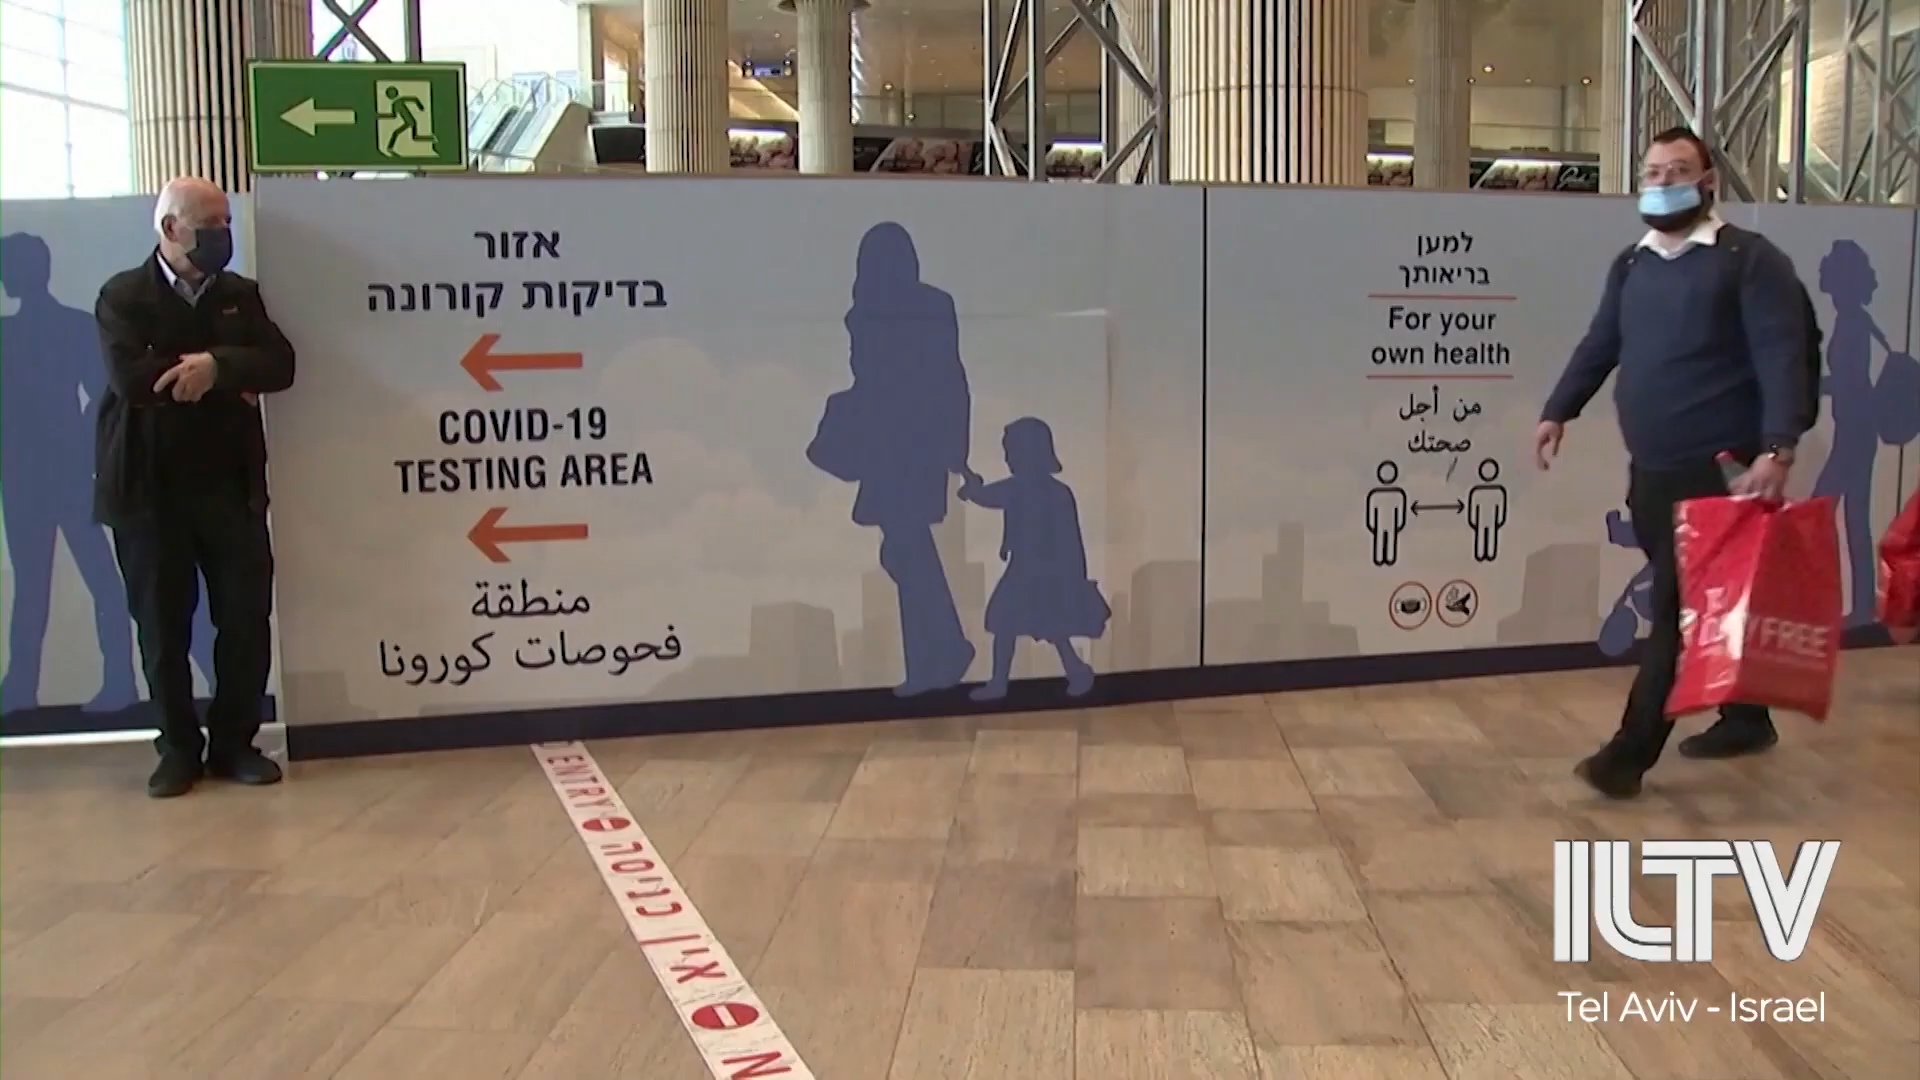 אזור
בדיקות קורונה
COVID-19
TESTING AREA
منطقة
فحوصات كورونا
למען
בריאותך
For your
own health
من أجل
صحتك
ENTRY
אין כניסה
FREE
ILTV
Tel Aviv - Israel